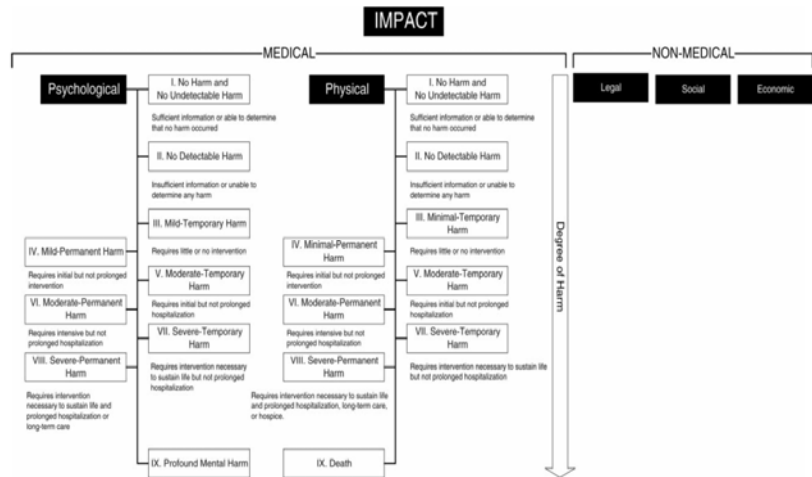 IMPACT
MEDICAL
NON-MEDICAL
Psychological
I. No Harm and
No Undetectable Harm
Sufficient information or able to determine
that no harm occurred
II. No Detectable Harm
Insufficient information or unable to
determine any harm
III. Mild-Temporary Harm
Requires little or no intervention
IV. Mild-Permanent Harm
Requires initial but not prolonged
intervention
V. Moderate-Temporary
Harm
Requires initial but not prolonged
hospitalization
VI. Moderate-Permanent
Harm
Requires intensive but not
prolonged hospitalization
VII. Severe-Temporary
Harm
Requires intervention necessary
to sustain life but not prolonged
hospitalization
VIII. Severe-Permanent
Harm
Requires intervention
necessary to sustain life and
prolonged hospitalization or
long-term care
IX. Profound Mental Harm
Physical
I. No Harm and
No Undetectable Harm
Sufficient information or able to determine
that no harm occurred
II. No Detectable Harm
Insufficient information or unable to
determine any harm
III. Minimal-Temporary
Harm
Requires little or no intervention
IV. Minimal-Permanent
Harm
Requires initial but not prolonged
intervention
V. Moderate-Temporary
Harm
Requires initial but not prolonged
hospitalization
VI. Moderate-Permanent
Harm
Requires intensive but not
prolonged hospitalization
VII. Severe-Temporary
Harm
Requires intervention necessary to sustain life
but not prolonged hospitalization
VIII. Severe-Permanent
Harm
Requires intervention necessary to sustain life
and prolonged hospitalization, long-term care,
or hospice.
IX. Death
Degree of Harm
Legal
Social
Economic